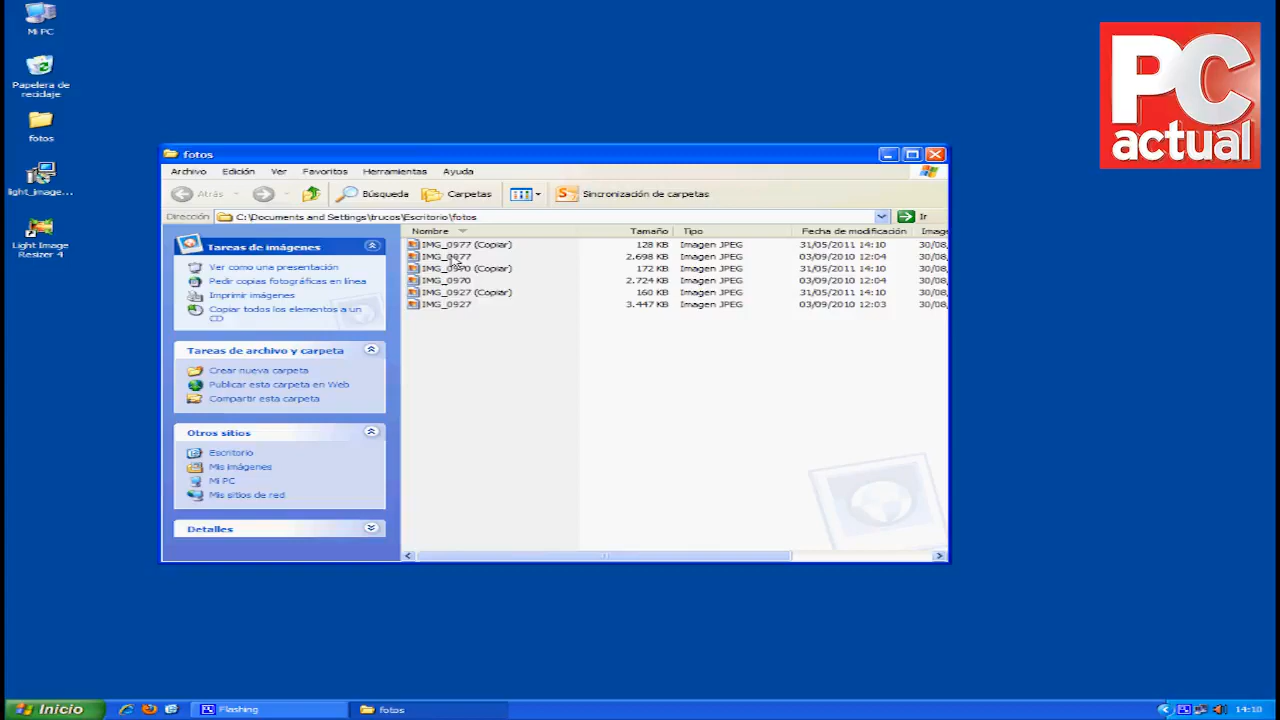 Mi PC
Papelera de
reciclaje
fotos
light_image...
Light Image
Resizer 4
PC
actual
fotos
Archivo Edición Ver Favoritos Herramientas Ayuda
Atrás Búsqueda Carpetas Sincronización de carpetas
Dirección C:\Documents and Settings\trucos\Escritorio\fotos Ir
Tareas de imágenes
Ver como una presentación
Pedir copias fotográficas en línea
Imprimir imágenes
Copiar todos los elementos a un
CD
Tareas de archivo y carpeta
Crear nueva carpeta
Publicar esta carpeta en Web
Compartir esta carpeta
Otros sitios
Escritorio
Mis imágenes
Mi PC
Mis sitios de red
Detalles
Nombre Tamaño Tipo Fecha de modificación Image
IMG_0977 (Copiar) 128 KB Imagen JPEG 31/05/2011 14:10 30/08,
IMG_0977 2.698 KB Imagen JPEG 03/09/2010 12:04 30/08,
IMG_0970 (Copiar) 172 KB Imagen JPEG 31/05/2011 14:10 30/08,
IMG_0970 2.724 KB Imagen JPEG 03/09/2010 12:04 30/08,
IMG_0927 (Copiar) 160 KB Imagen JPEG 31/05/2011 14:10 30/08,
IMG_0927 3.447 KB Imagen JPEG 03/09/2010 12:03 30/08,
Inicio Flashing fotos 14:10